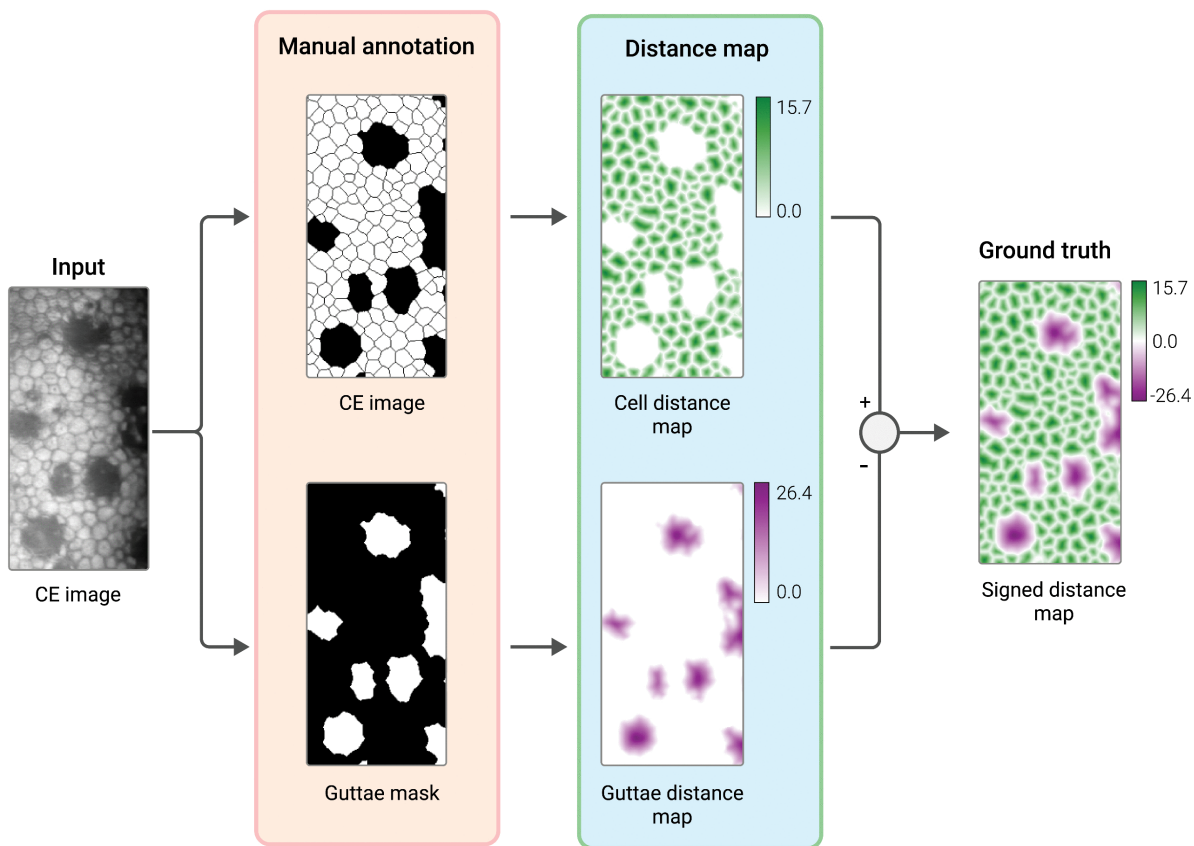 Manual annotation
Distance map
15.7
0.0
CE image
Cell distance
map
Input
CE image
+
-
Ground truth
15.7
0.0
-26.4
Signed distance
map
26.4
0.0
Guttae mask
Guttae distance
map